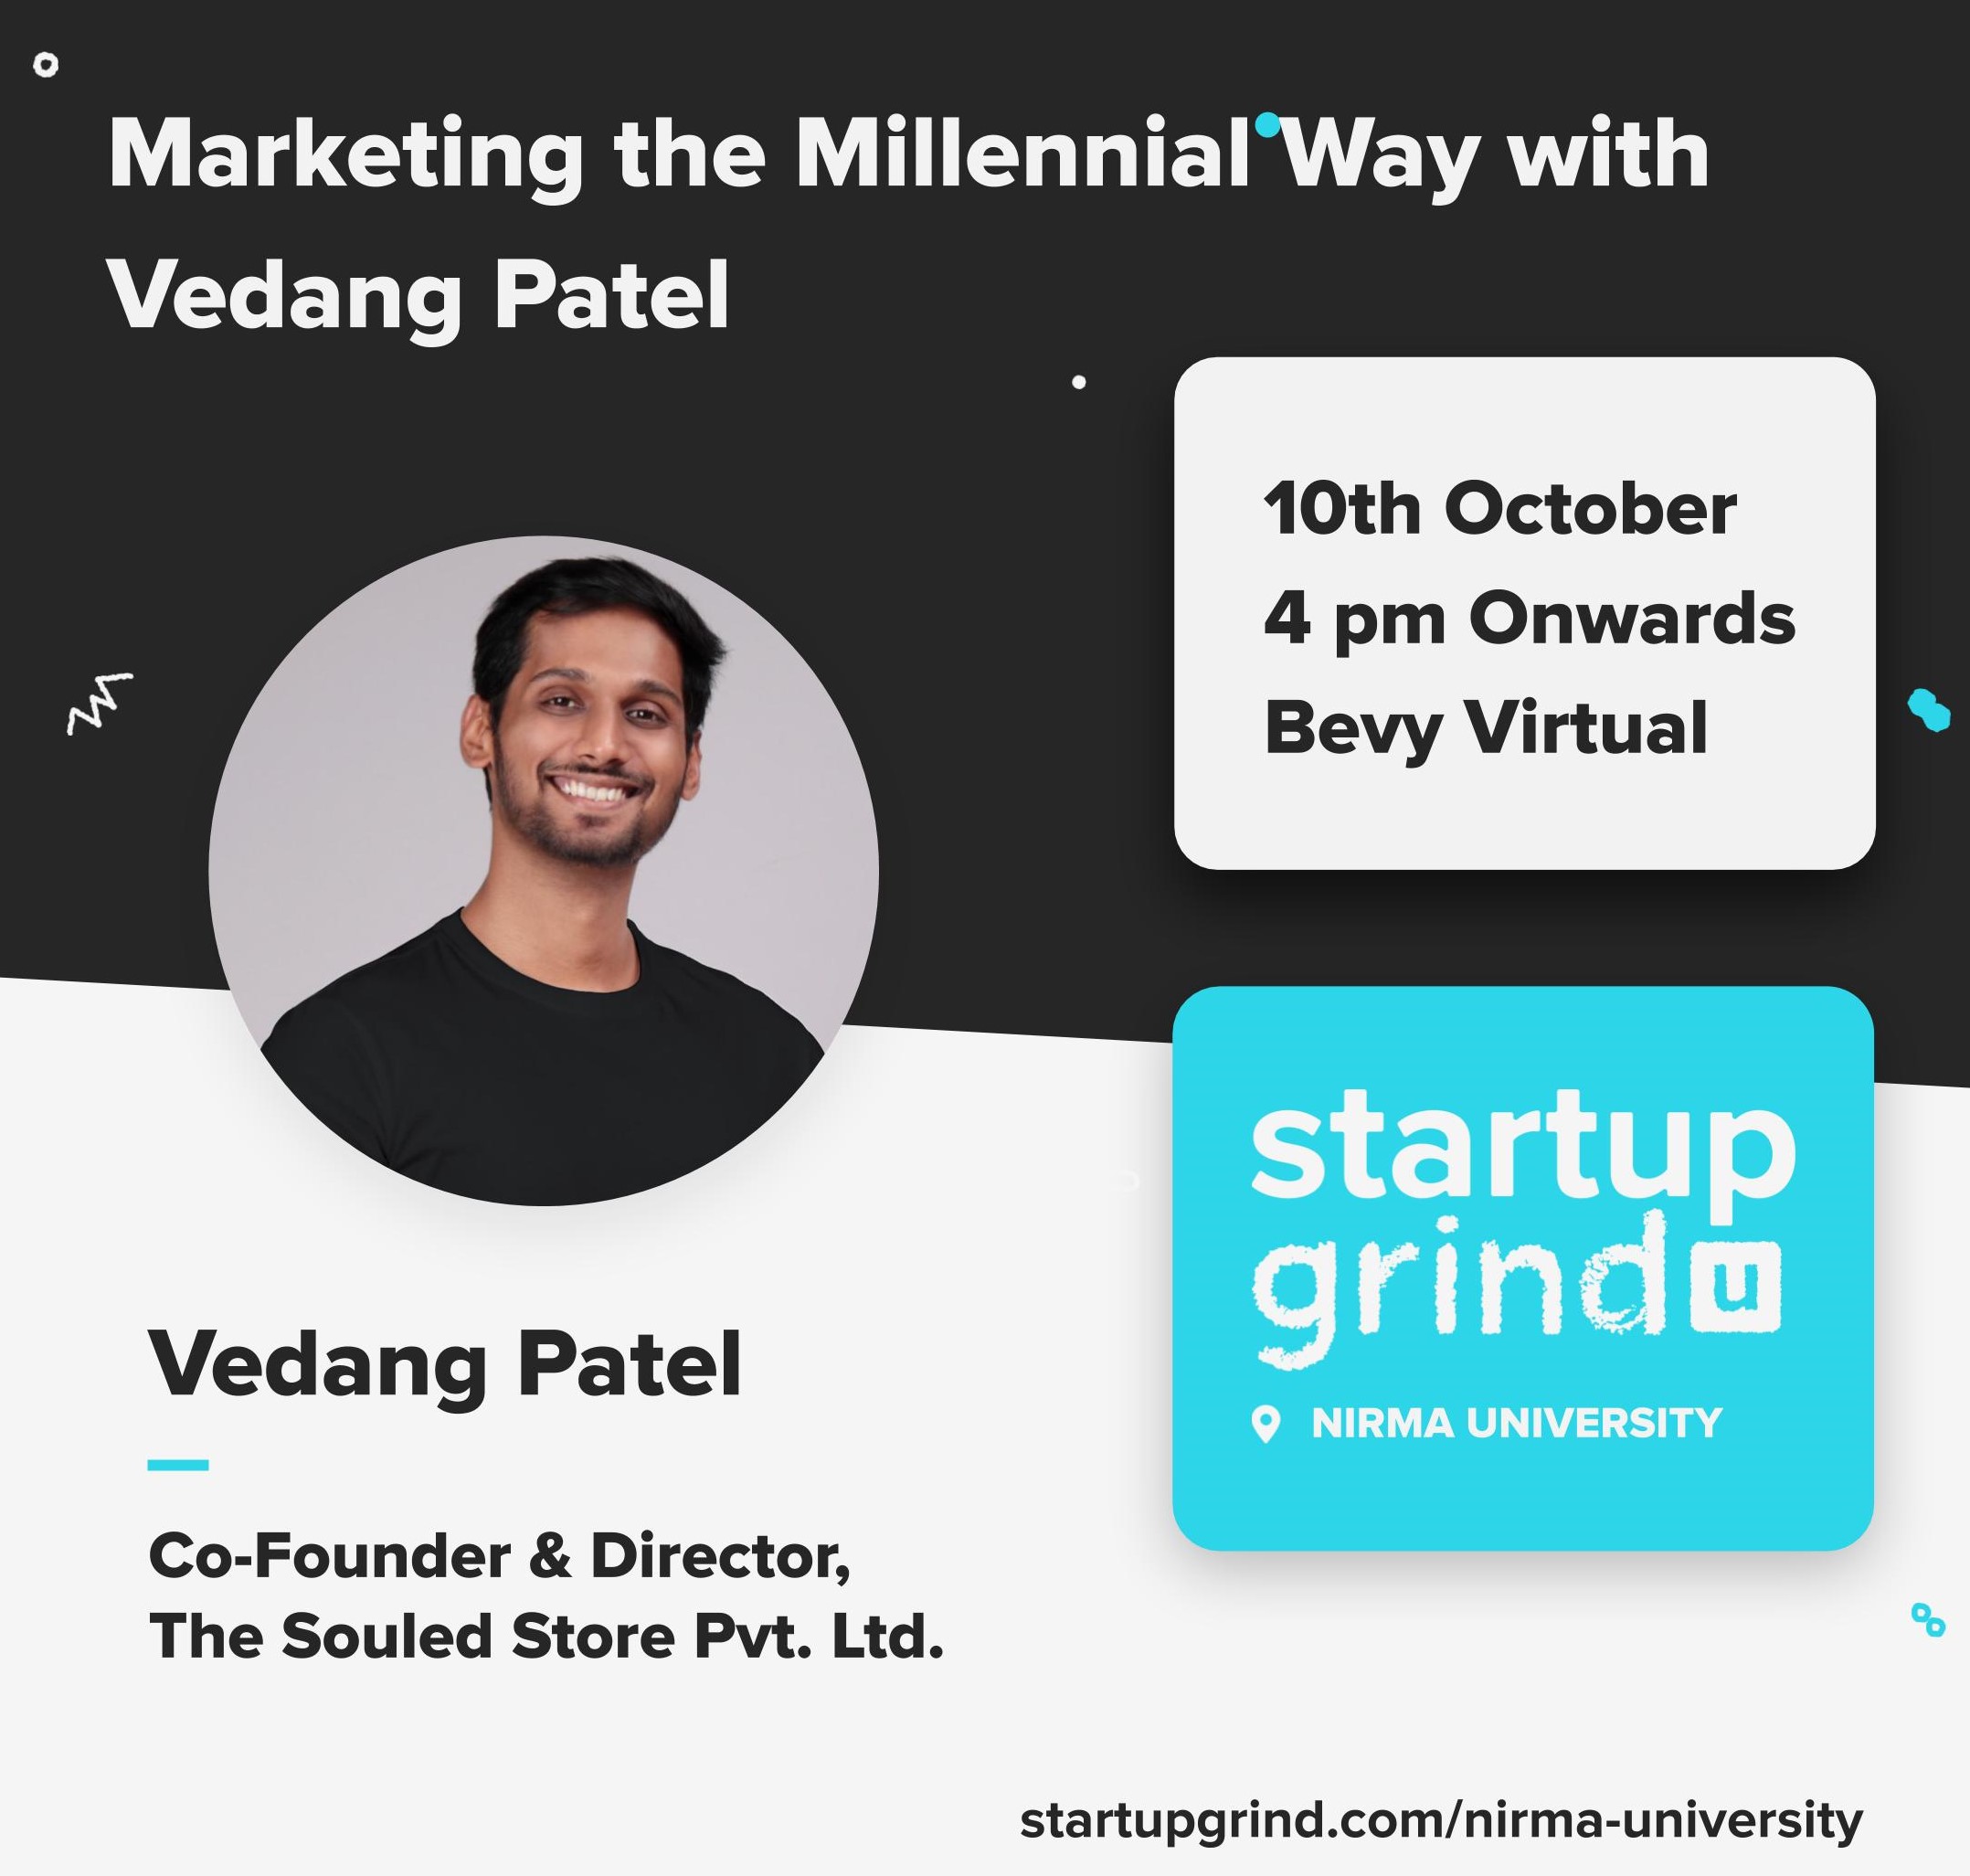 Marketing the Millennial Way with
Vedang Patel
10th October
4 pm Onwards
Bevy Virtual
startup
grind u
NIRMA UNIVERSITY
Vedang Patel
Co-Founder & Director,
The Souled Store Pvt. Ltd.
startupgrind.com/nirma-university